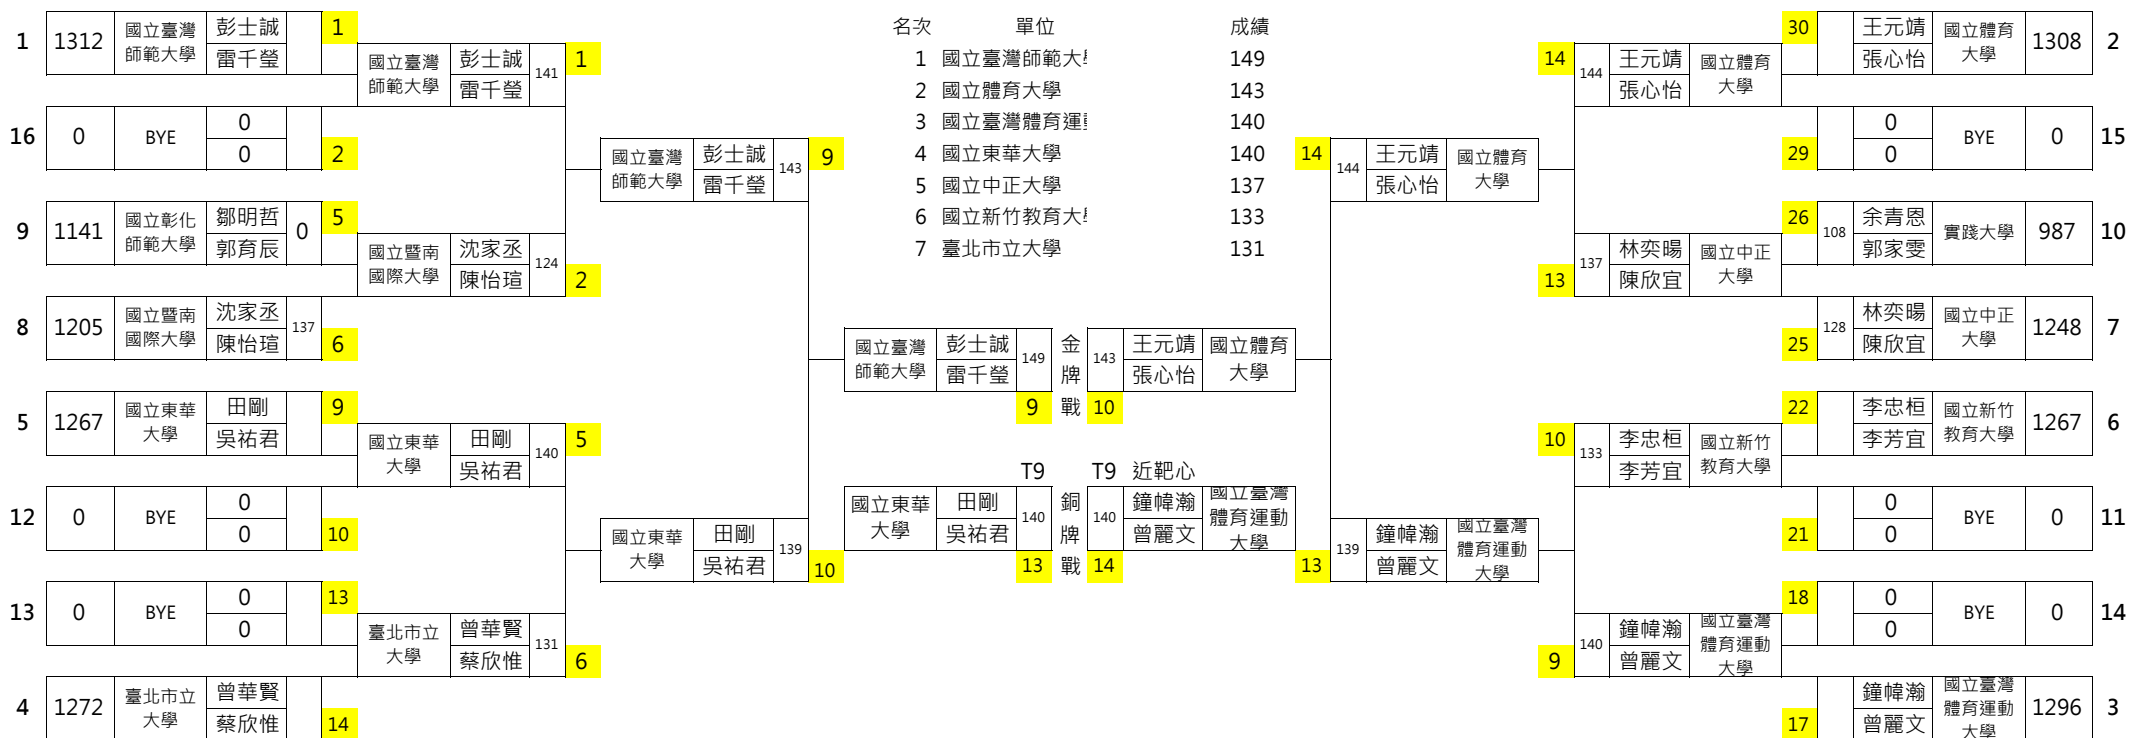 名次 單位 成績
1 國立臺灣師範大 149
2 國立體育大學 143
3 國立臺灣體育運 140
4 國立東華大學 140
5 國立中正大學 137
6 國立新竹教育大 133
7 臺北市立大學 131
1 1312 國立臺灣
師範大學 彭士誠
雷千瑩 1
16 0 BYE 0
0 2
9 1141 國立彰化
師範大學 鄒明哲
郭育辰 0 5
8 1205 國立暨南
國際大學 沈家丞
陳怡瑄 137 6
5 1267 國立東華
大學 田剛
吳祐君 9
12 0 BYE 0
0 10
13 0 BYE 0
0 13
4 1272 臺北市立
大學 曾華賢
蔡欣惟 14
國立臺灣
師範大學 彭士誠
雷千瑩 141 1
國立暨南
國際大學 沈家丞
陳怡瑄 124 2
國立東華
大學 田剛
吳祐君 140 5
臺北市立
大學 曾華賢
蔡欣惟 131 6
國立臺灣
師範大學 彭士誠
雷千瑩 143 9
國立東華
大學 田剛
吳祐君 139 10
國立臺灣
師範大學 彭士誠
雷千瑩 149 金
牌
戰 143 王元靖
張心怡 國立體育
大學
9 10
T9 T9 近靶心
國立東華
大學 田剛
吳祐君 140 銅
牌
戰 140 鐘幃瀚
曾麗文 國立臺灣
體育運動
大學
13 14
14 144 王元靖
張心怡 國立體育
大學
13 139 鐘幃瀚
曾麗文 國立臺灣
體育運動
大學
14 144 王元靖
張心怡 國立體育
大學
13 137 林奕暘
陳欣宜 國立中正
大學
10 133 李忠桓
李芳宜 國立新竹
教育大學
9 140 鐘幃瀚
曾麗文 國立臺灣
體育運動
大學
30 王元靖
張心怡 國立體育
大學 1308 2
29 0
0 BYE 0 15
26 108 余青恩
郭家雯 實踐大學 987 10
25 128 林奕暘
陳欣宜 國立中正
大學 1248 7
22 李忠桓
李芳宜 國立新竹
教育大學 1267 6
21 0
0 BYE 0 11
18 0
0 BYE 0 14
17 鐘幃瀚
曾麗文 國立臺灣
體育運動
大學 1296 3